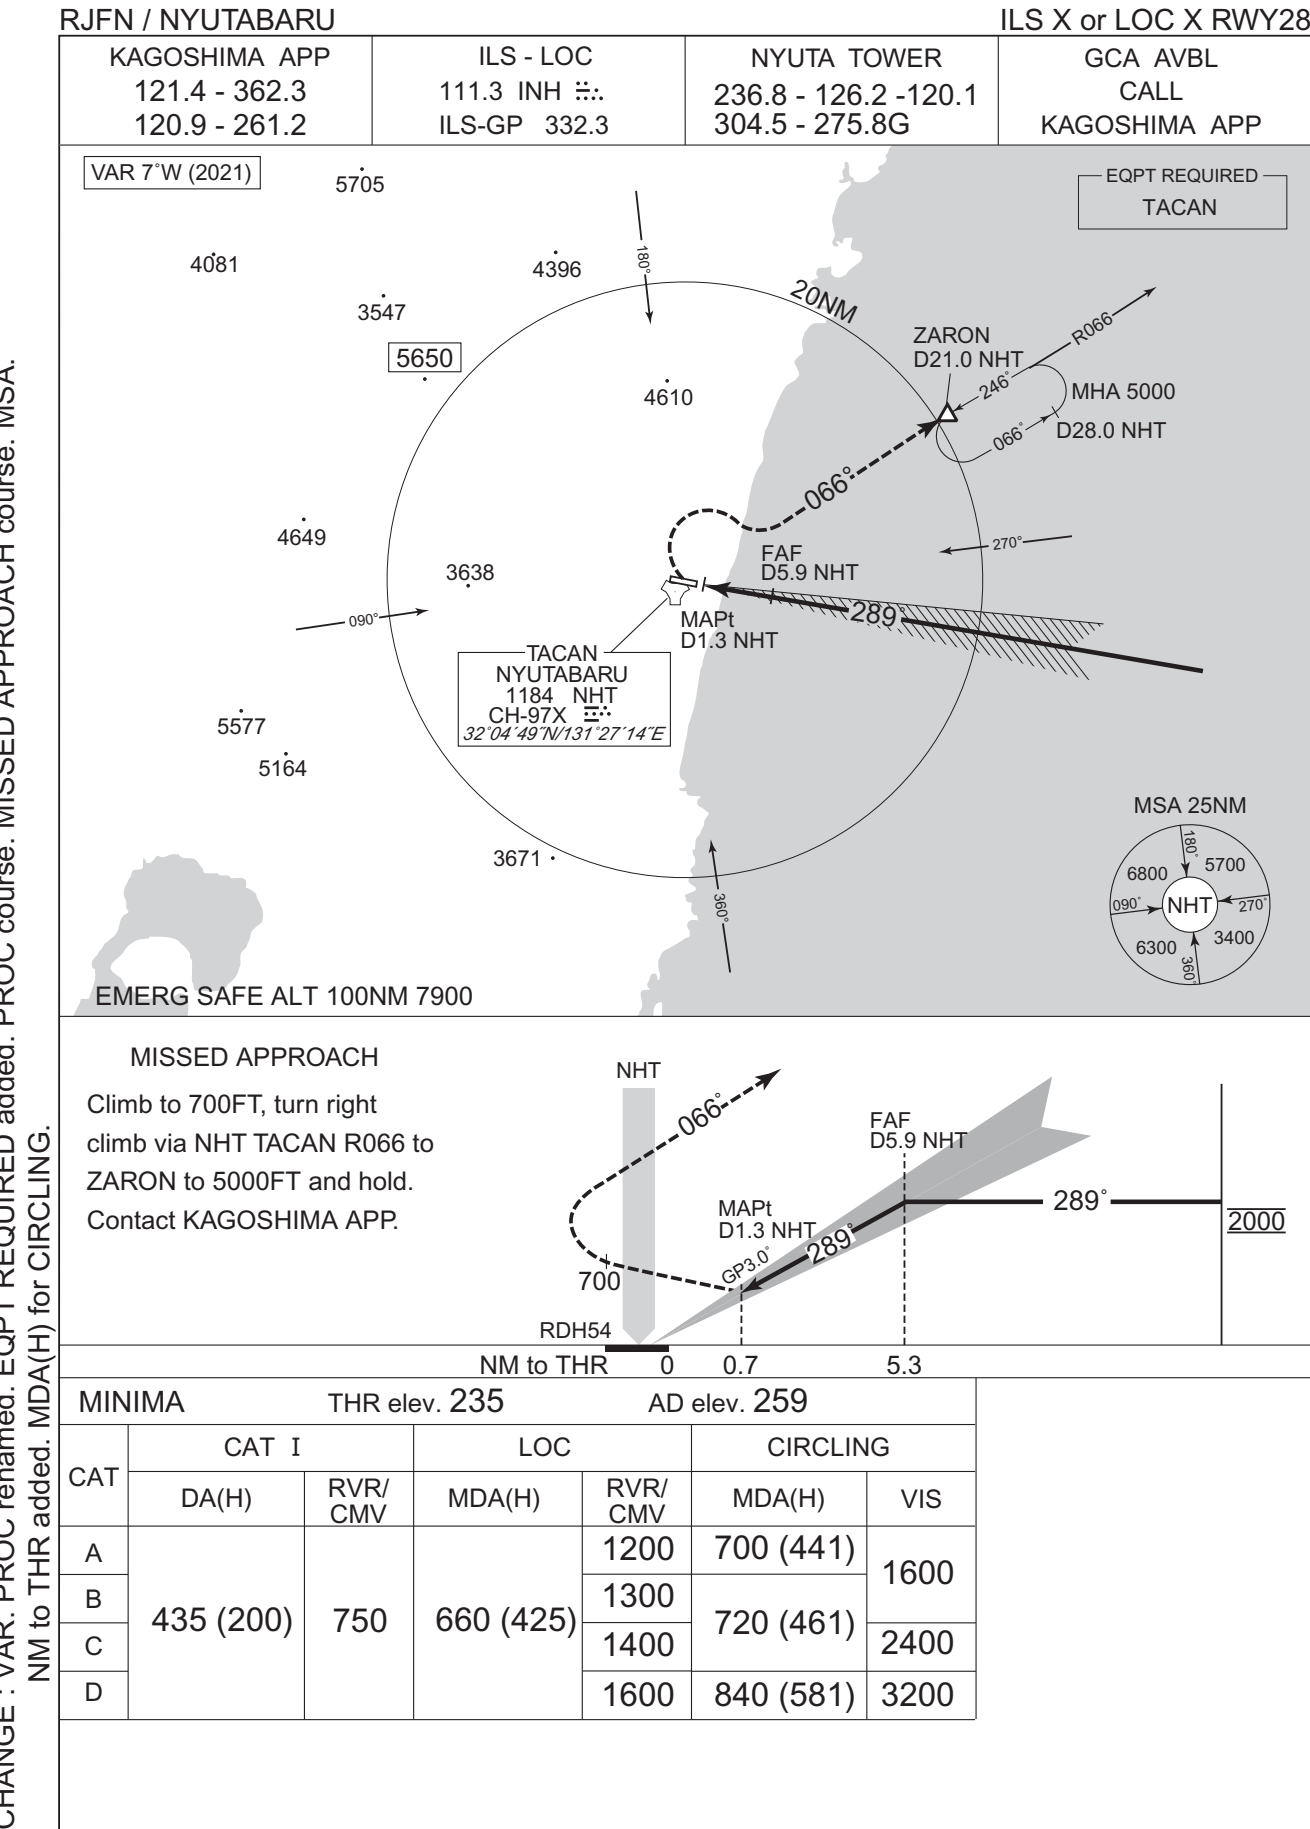 RJFN / NYUTABARU
ILS X or LOC X RWY28
KAGOSHIMA APP
121.4 - 362.3
120.9 - 261.2
ILS - LOC
111.3 INH
ILS-GP 332.3
NYUTA TOWER
236.8 - 126.2 -120.1
304.5 - 275.8G
GCA AVBL
CALL
KAGOSHIMA APP
VAR 7°W (2021)
EQPT REQUIRED
TACAN
5705
4081
4396
3547
5650
4610
180°
20NM
ZARON
D21.0 NHT
R066
246°
MHA 5000
066°
D28.0 NHT
066°
4649
3638
270°
FAF
D5.9 NHT
090°
289°
MAPt
D1.3 NHT
TACAN
NYUTABARU
1184 NHT
CH-97X
32°04´49˝N/131°27´14˝E
5577
5164
3671
360°
MSA 25NM
180°
6800
5700
090°
NHT
270°
6300
3400
360°
EMERG SAFE ALT 100NM 7900
MISSED APPROACH
Climb to 700FT, turn right
climb via NHT TACAN R066 to
ZARON to 5000FT and hold.
Contact KAGOSHIMA APP.
NHT
066°
FAF
D5.9 NHT
MAPt
D1.3 NHT
289°
289°
2000
GP3.0°
700
RDH54
NM to THR 0 0.7 5.3
MINIMA THR elev. 235 AD elev. 259
CAT
CAT I
LOC
CIRCLING
DA(H)
RVR/
CMV
MDA(H)
RVR/
CMV
MDA(H)
VIS
A
B
C
D
435 (200)
750
660 (425)
1200
1300
1400
1600
700 (441)
720 (461)
840 (581)
1600
2400
3200
CHANGE : VAR. PROC renamed. EQPT REQUIRED added. PROC course. MISSED APPROACH course. MSA.
NM to THR added. MDA(H) for CIRCLING.